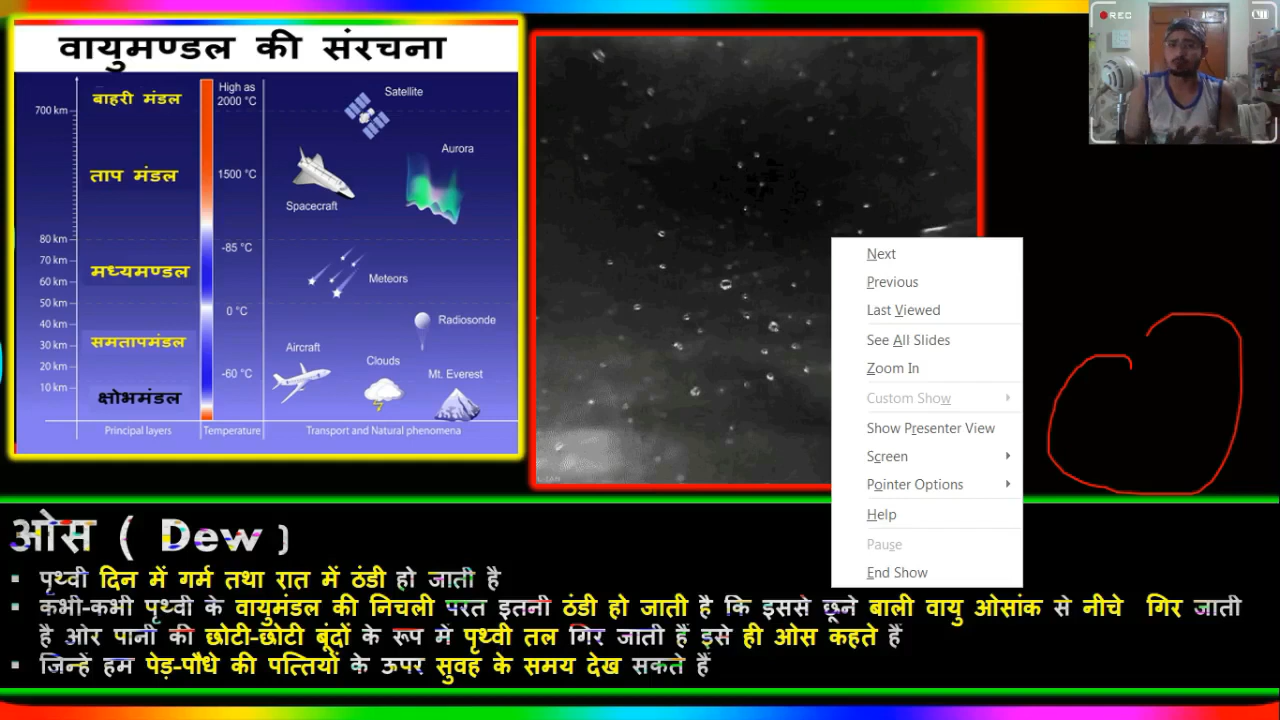 वायुमण्डल की संरचना
REC
High as
2000 °C
Satellite
बाहरी मंडल
700 km
Aurora
ताप मंडल
1500 °C
Spacecraft
80 km
-85 °C
70 km
मध्यमण्डल
Meteors
60 km
50 km
0 °C
Radiosonde
40 km
समतापमंडल
Aircraft
30 km
Clouds
20 km
-60 °C
Mt. Everest
10 km
क्षोभमंडल
Principal layers
Temperature
Transport and Natural phenomena
Next
Previous
Last Viewed
See All Slides
Zoom In
Custom Show
Show Presenter View
Screen
Pointer Options
Help
Pause
End Show
ओस ( Dew )
▪ पृथ्वी दिन में गर्म तथा रात में ठंडी हो जाती है
▪ कभी-कभी पृथ्वी के वायुमंडल की निचली परत इतनी ठंडी हो जाती है कि इससे छूने बाली वायु ओसांक से नीचे गिर जाती
है ओर पानी की छोटी-छोटी बूंदों के रूप में पृथ्वी तल गिर जाती हैं इसे ही ओस कहते हैं
▪ जिन्हें हम पेड़-पौधे की पत्तियों के ऊपर सुवह के समय देख सकते हैं